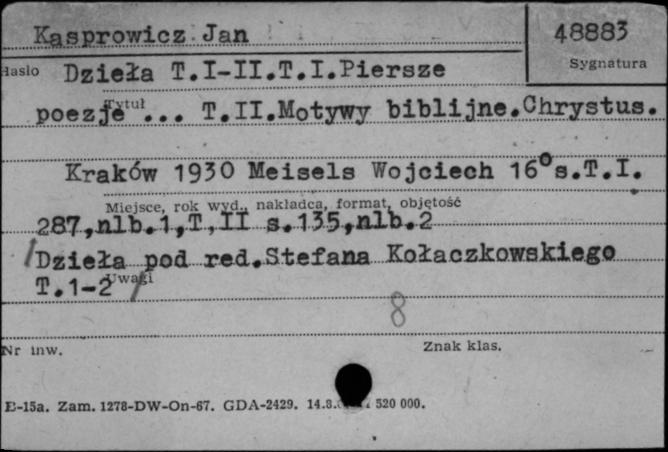 Kasprowicz Jan
48883
Hasło
Sygnatura
Dzieła T.I-II.T.I.Piersze
Tytuł
poezje ... T.II.Motywy biblijne.Chrystus.
Kraków 1930 Meisels Wojciech 16°s.T.I.
Miejsce, rok wyd., nakładca, format, objętość
287,nlb.1,T,II s.135,nlb.2
/Dzieła pod red.Stefana Kołaczkowskiego
T.1-2/
Uwagi
8
Nr inw.
Znak klas.
E-15a. Zam. 1278-DW-On-67. GDA-2429. 14.8. 520 000.